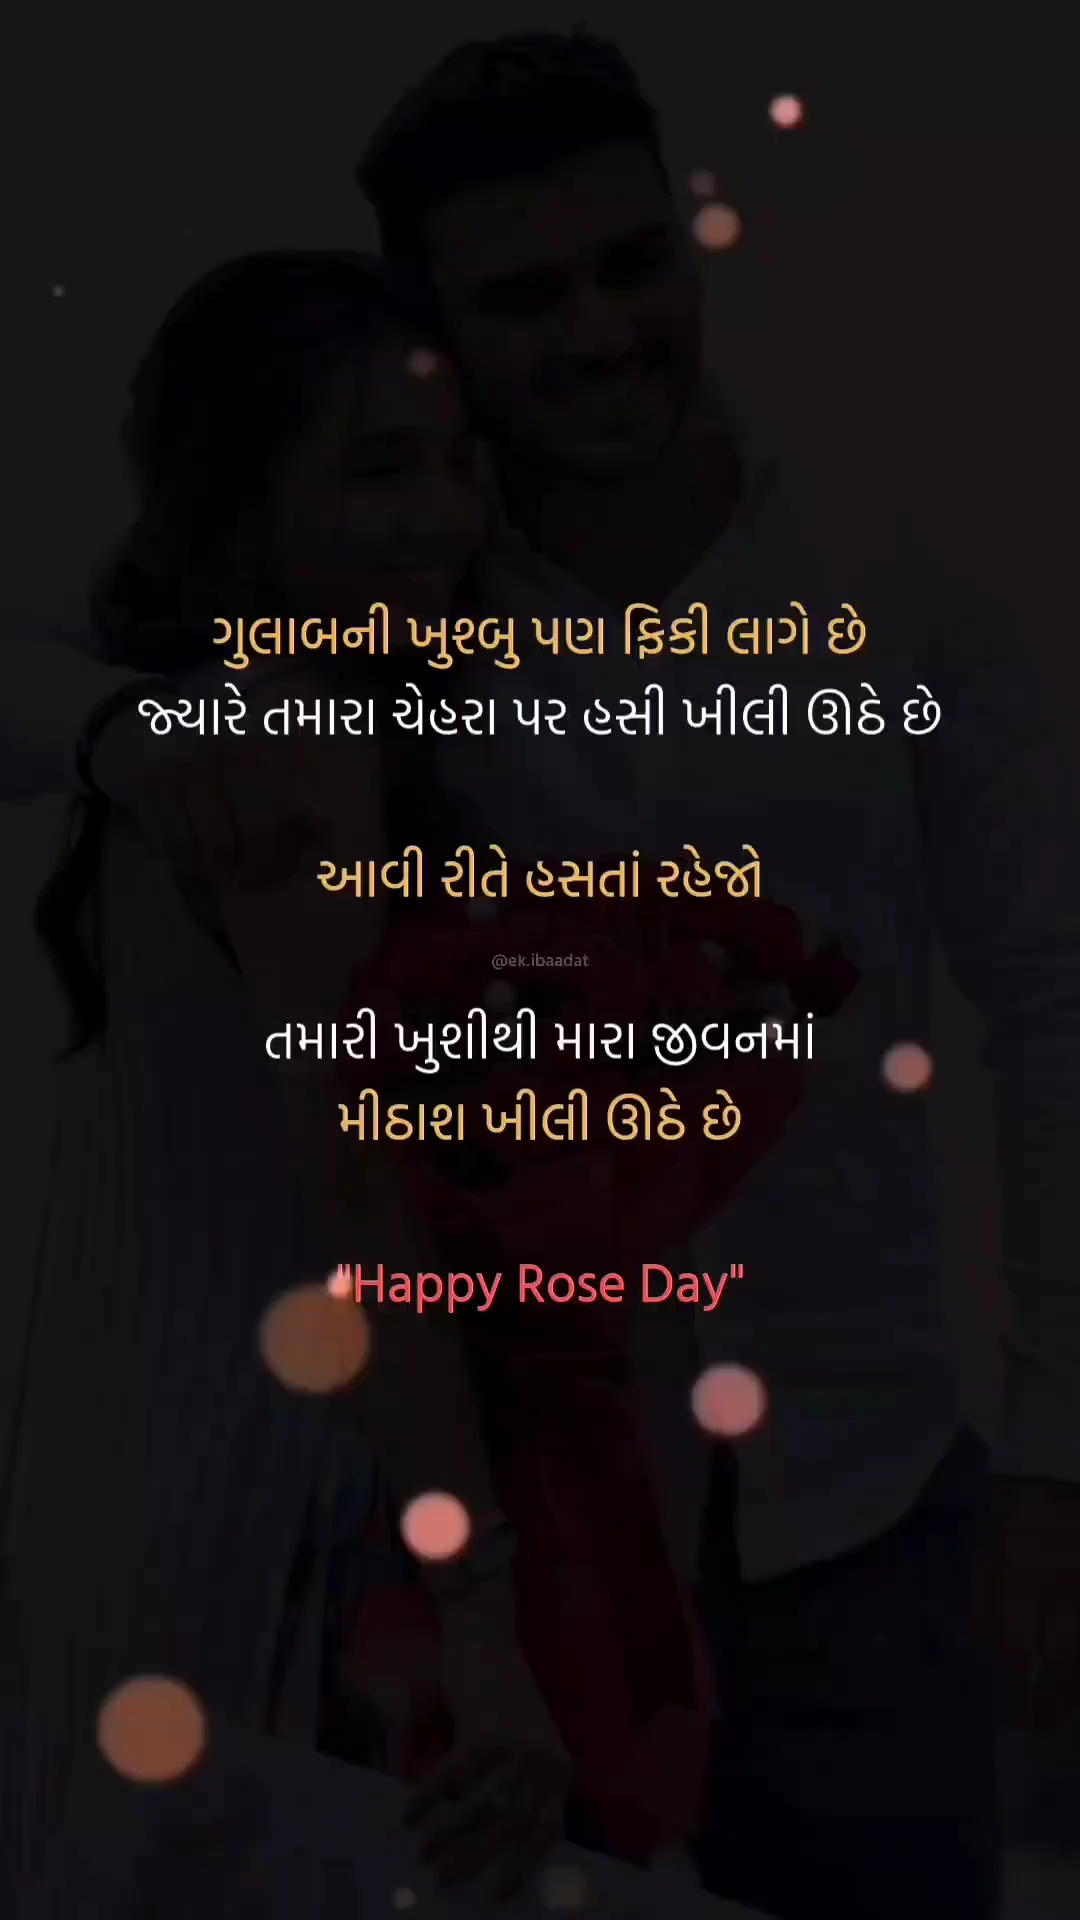 ગુલાબની ખુશ્બુ પણ ફિકી લાગે છે
જ્યારે તમારા ચેહરા પર હસી ખીલી ઊઠે છે
આવી રીતે હસતાં રહેજો
@ek.ibaadat
તમારી ખુશીથી મારા જીવનમાં
મીઠાશ ખીલી ઊઠે છે
"Happy Rose Day"